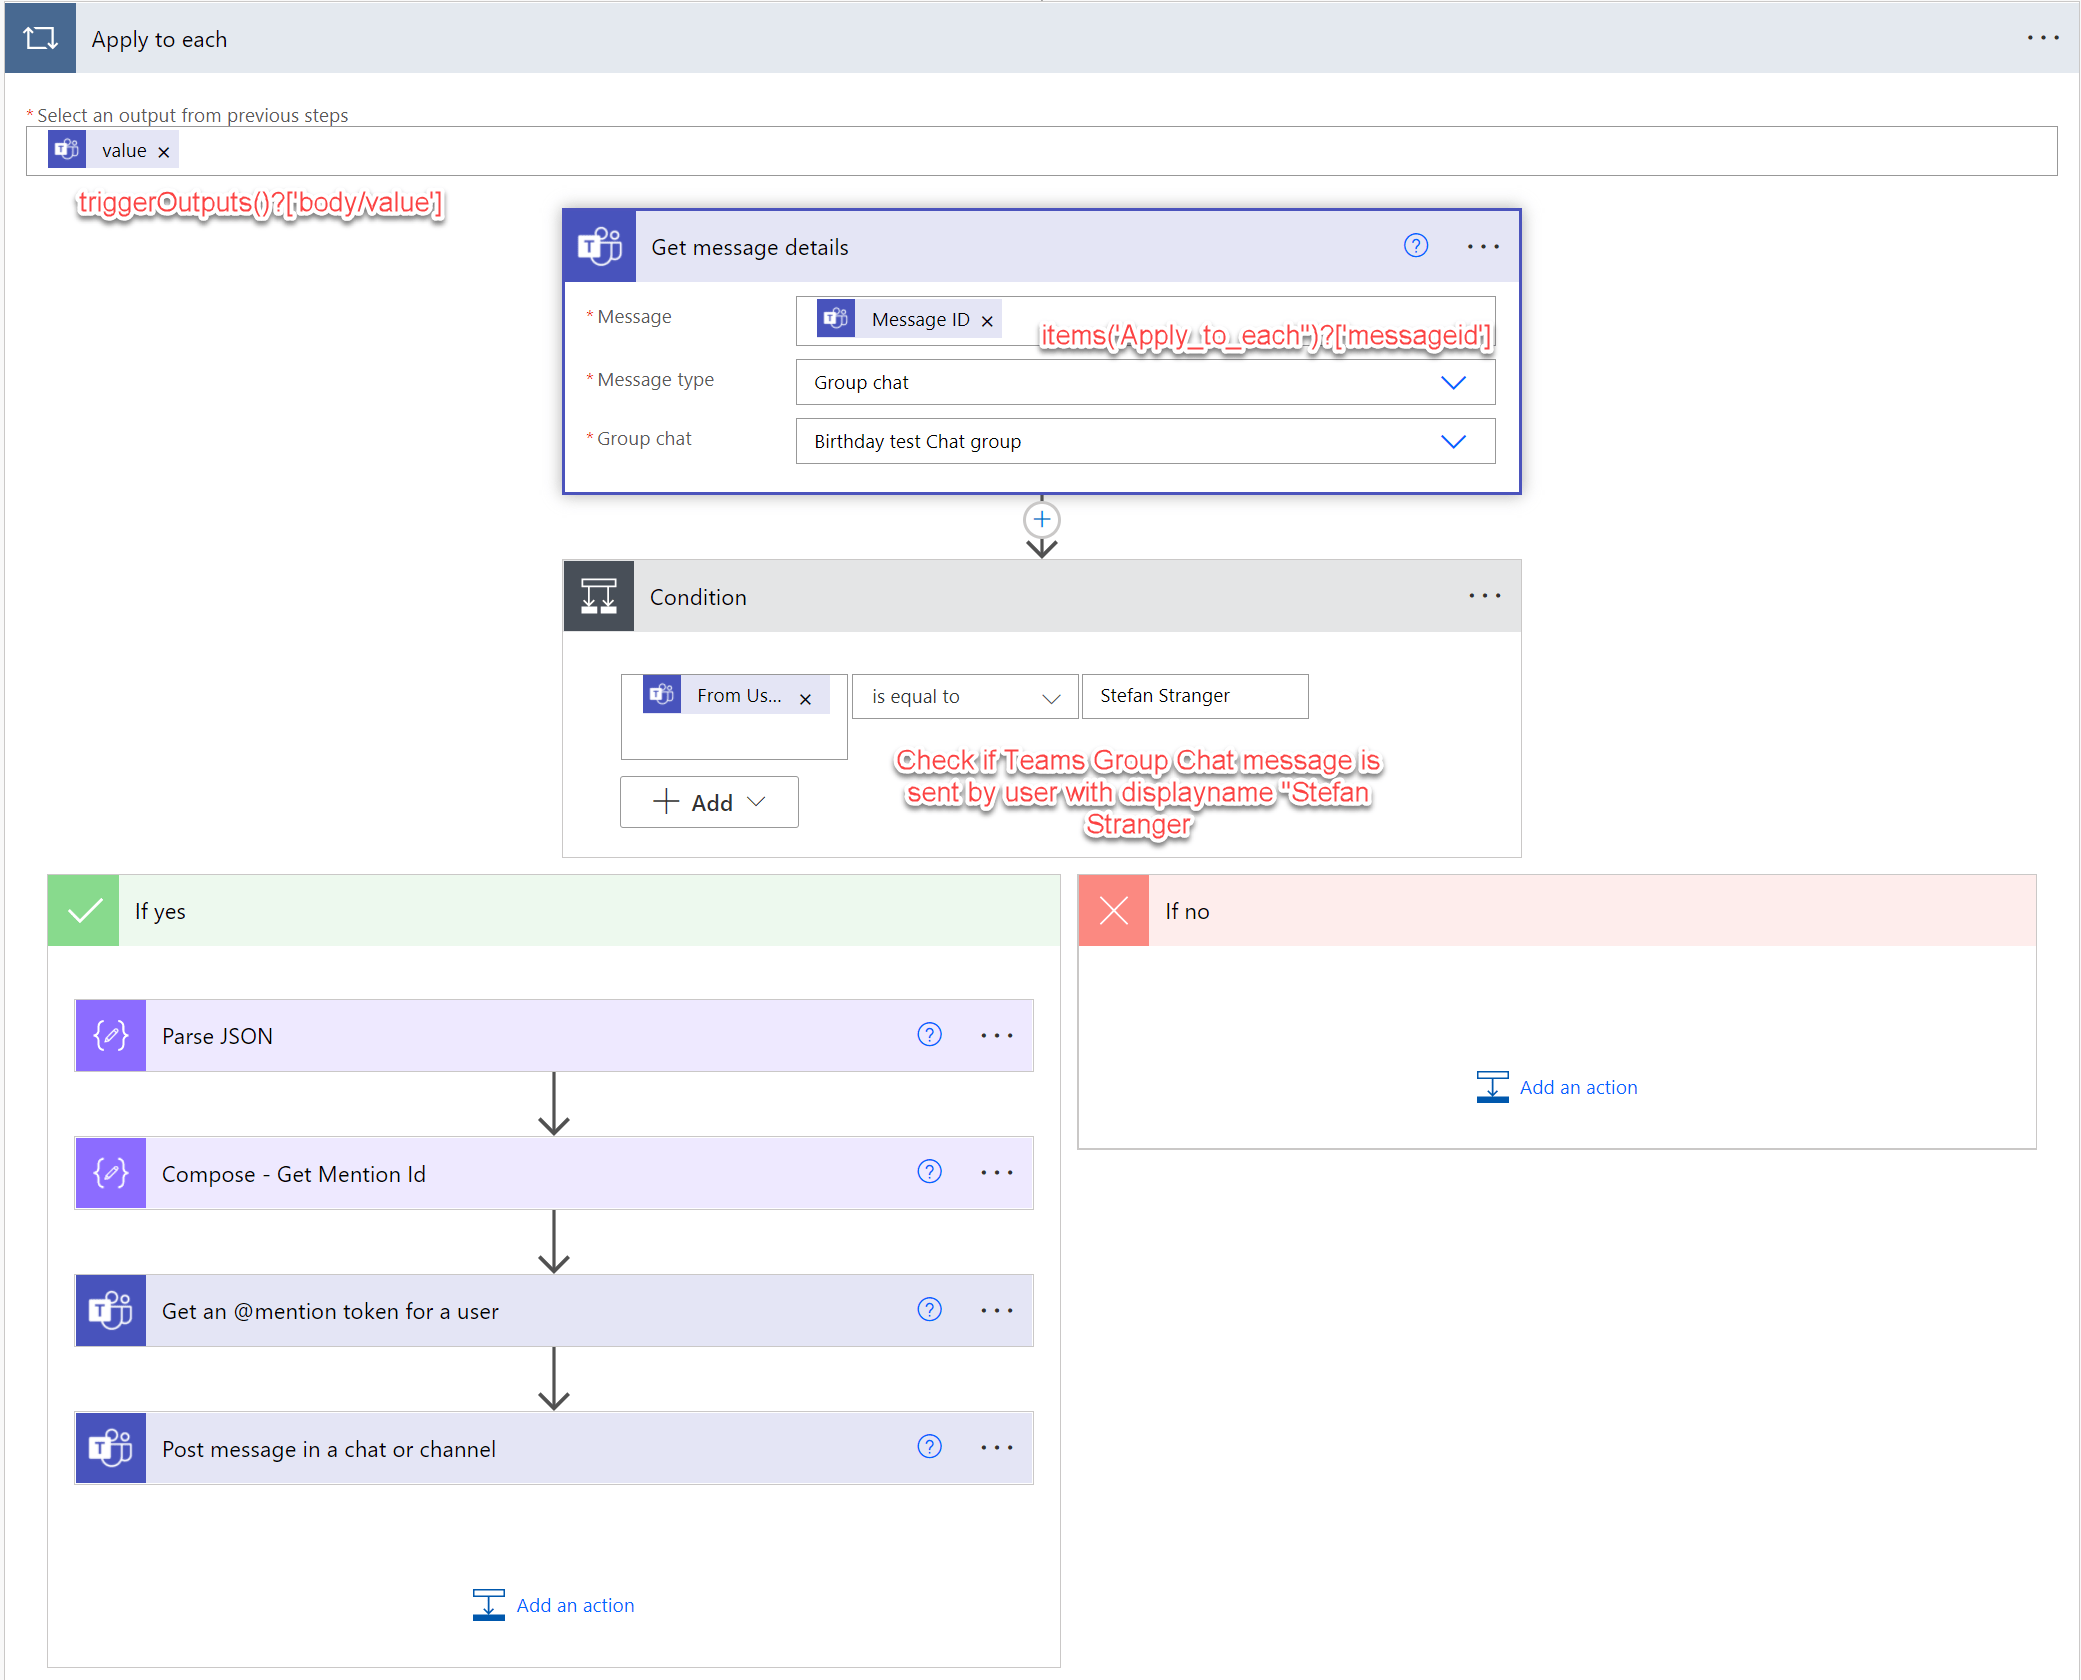 Apply to each
* Select an output from previous steps
value
triggerOutputs()?['body/value']
Get message details
* Message
Message ID
items('Apply_to_each")?['messageid']
* Message type
Group chat
* Group chat
Birthday test Chat group
Condition
From Us...
is equal to
Stefan Stranger
Check if Teams Group Chat message is
sent by user with displayname "Stefan
Stranger
Add
If yes
If no
Parse JSON
Add an action
Compose - Get Mention Id
Get an @mention token for a user
Post message in a chat or channel
Add an action